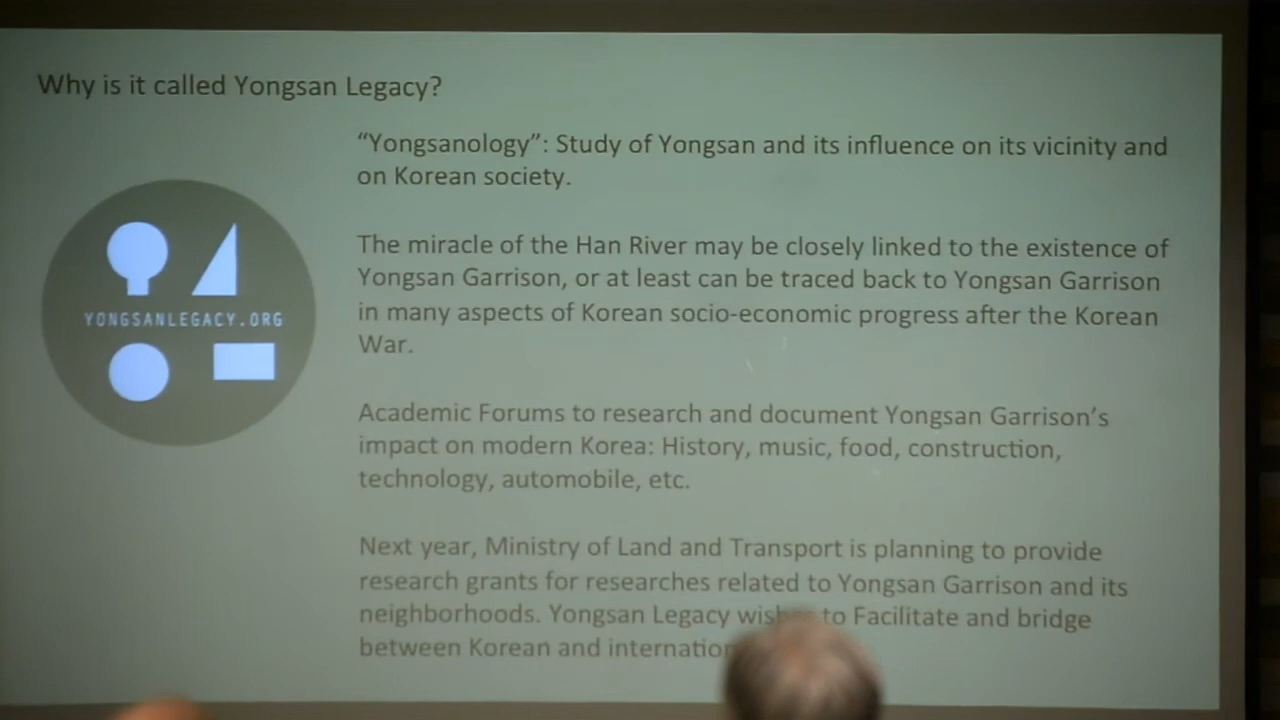 Why is it called Yongsan Legacy?
“Yongsanology”: Study of Yongsan and its influence on its vicinity and
on Korean society.
The miracle of the Han River may be closely linked to the existence of
Yongsan Garrison, or at least can be traced back to Yongsan Garrison
in many aspects of Korean socio-economic progress after the Korean
War.
YONGSANLEGACY.ORG
Academic Forums to research and document Yongsan Garrison’s
impact on modern Korea: History, music, food, construction,
technology, automobile, etc.
Next year, Ministry of Land and Transport is planning to provide
research grants for researches related to Yongsan Garrison and its
neighborhoods. Yongsan Legacy to Facilitate and bridge
between Korean and